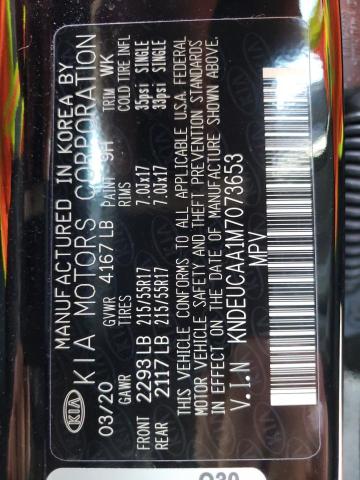 MANUFACTURED IN KOREA BY
KIA KIA MOTORS CORPORATION
03/20 GVWR 4167 LB PAINT 9H TRIM WK
GAWR TIRES RIMS COLD TIRE INFL
FRONT 2293 LB 215/55R17 7.0JX17 35psi SINGLE
REAR 2117 LB 215/55R17 7.0JX17 33psi SINGLE
THIS VEHICLE CONFORMS TO ALL APPLICABLE U.S.A. FEDERAL
MOTOR VEHICLE SAFETY AND THEFT PREVENTION STANDARDS
IN EFFECT ON THE DATE OF MANUFACTURE SHOWN ABOVE
V.I.N KNDEUCAA1M7073653
MPV